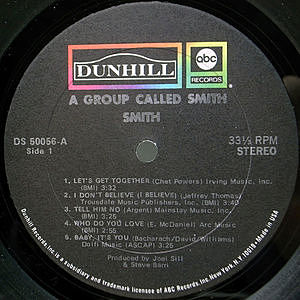 DUNHILL
abc
RECORDS
A GROUP CALLED SMITH
SMITH
DS 50056-A
Side 1
33⅓ RPM
STEREO
1. LET'S GET TOGETHER (Chet Powers) Irving Music, Inc.
(BMI) 3:32
2. I DON'T BELIEVE (I BELIEVE) (Jeffrey Thomas)
Trousdale Music Publishers, Inc. (BMI) 3:40
3. TELL HIM NO (Argent) Mainstay Music, Inc.
(BMI) 3:25
4. WHO DO YOU LOVE (E. McDaniel) Arc Music
(BMI) 2:55
5. BABY, IT'S YOU (Bacharach/David/Williams)
Dolfi Music (ASCAP) 3:25
Produced by Joel Sill
& Steve Barri
Dunhill Records, Inc. is a subsidiary and trademark licensee of ABC Records, Inc. New York, N.Y. 10019 • Made in USA